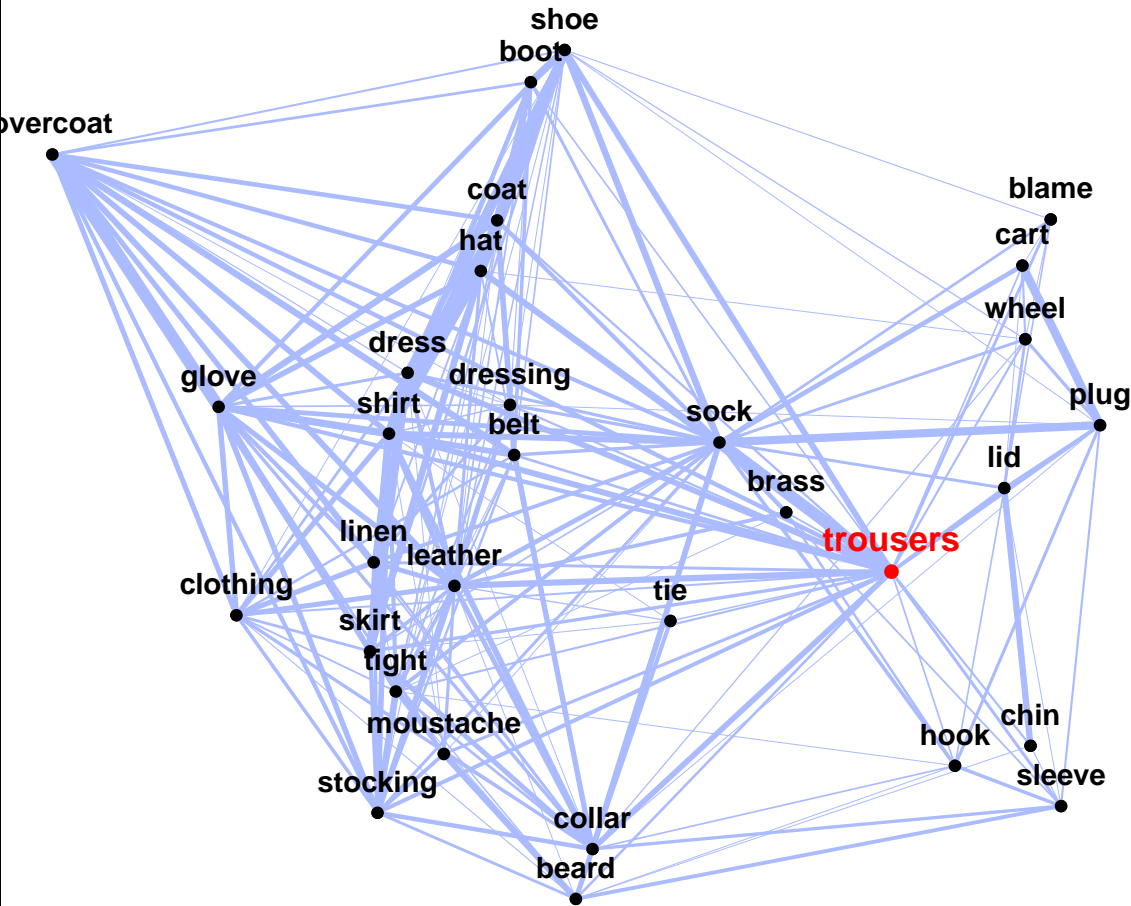 shoe
boot
overcoat
coat
blame
hat
cart
wheel
dress
glove
dressing
shirt
plug
sock
belt
lid
brass
linen
trousers
leather
clothing
tie
skirt
tight
moustache
chin
hook
stocking
sleeve
collar
beard